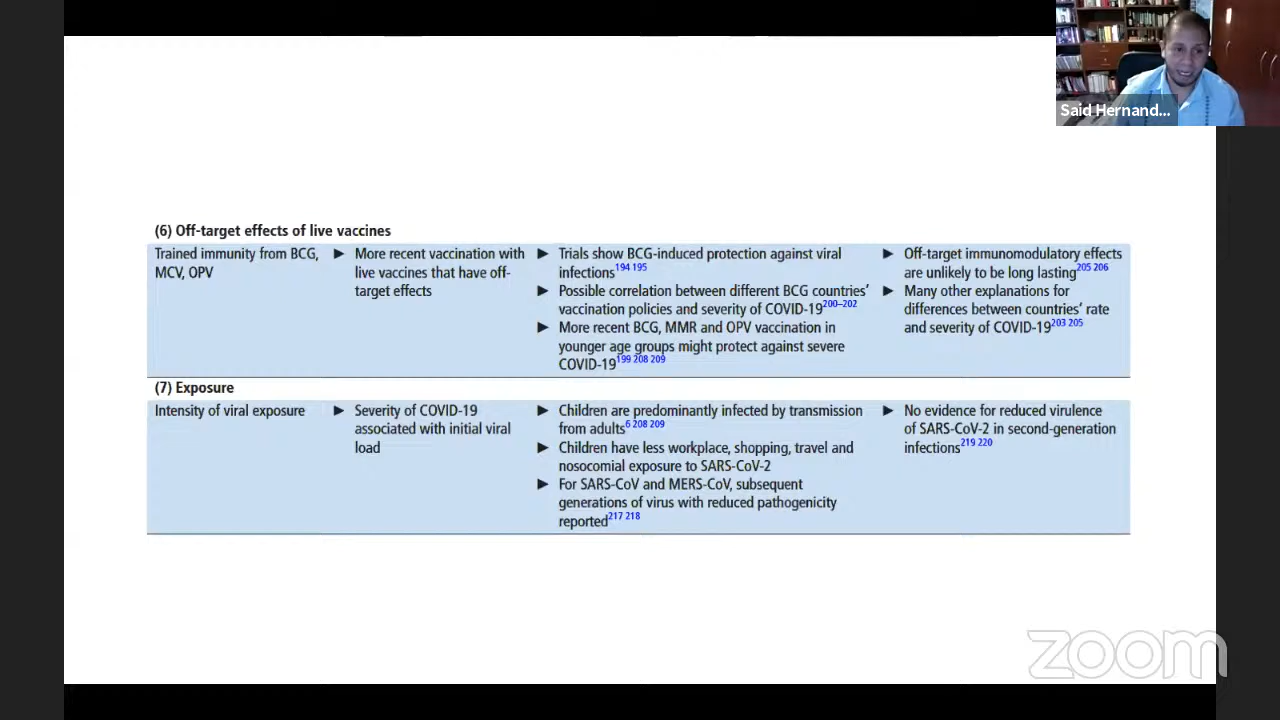 Said Hernand...
(6) Off-target effects of live vaccines
Trained immunity from BCG,
MCV, OPV
► More recent vaccination with
live vaccines that have off-
target effects
► Trials show BCG-induced protection against viral
infections194 195
► Possible correlation between different BCG countries’
vaccination policies and severity of COVID-19200–202
► More recent BCG, MMR and OPV vaccination in
younger age groups might protect against severe
COVID-19199 208 209
► Off-target immunomodulatory effects
are unlikely to be long lasting205 206
► Many other explanations for
differences between countries’ rate
and severity of COVID-19203 205
(7) Exposure
Intensity of viral exposure
► Severity of COVID-19
associated with initial viral
load
► Children are predominantly infected by transmission
from adults6 208 209
► Children have less workplace, shopping, travel and
nosocomial exposure to SARS-CoV-2
► For SARS-CoV and MERS-CoV, subsequent
generations of virus with reduced pathogenicity
reported217 218
► No evidence for reduced virulence
of SARS-CoV-2 in second-generation
infections219 220
zoom